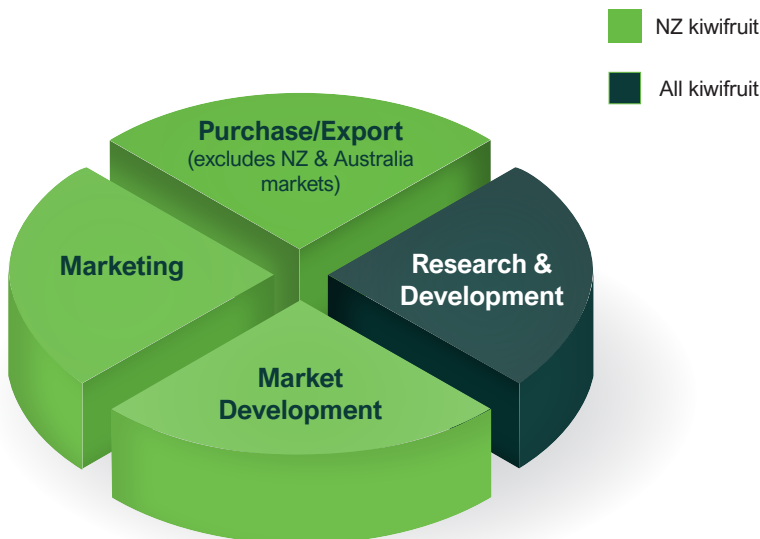 NZ kiwifruit
All kiwifruit
Purchase/Export
(excludes NZ & Australia
markets)
Marketing
Research &
Development
Market
Development